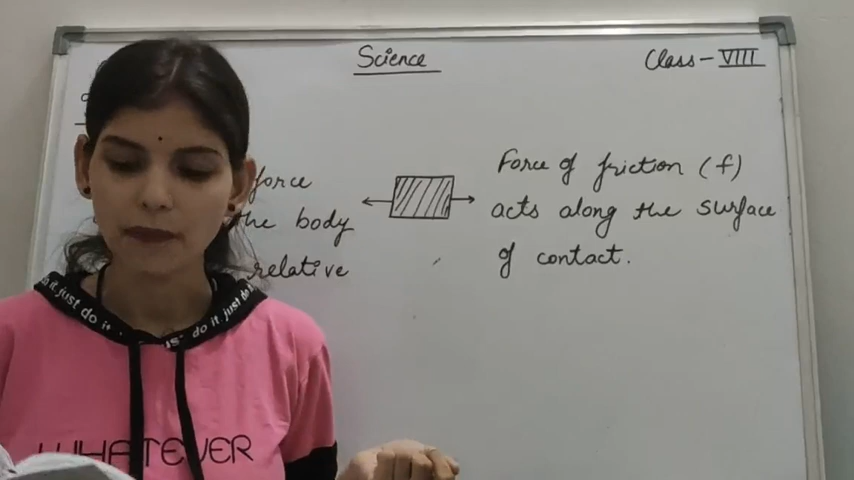 Science
Class - VIII
force
the body
relative
Force of friction (f)
acts along the surface
of contact.
do it. just do it.
just do it
WHATEVER